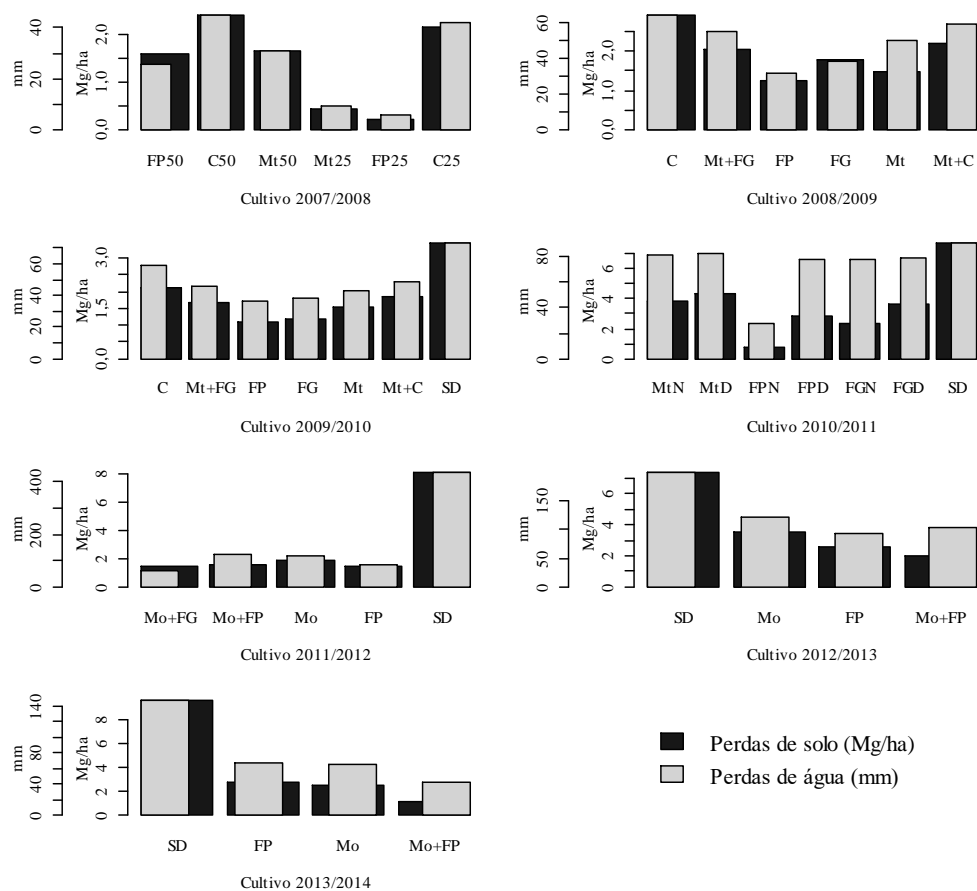 mm
0 20 40
Mg/ha
0,0 1,0 2,0
FP50 C50 Mt50 Mt25 FP25 C25
Cultivo 2007/2008
mm
0 20 40 60
Mg/ha
0,0 1,0 2,0
C Mt+FG FP FG Mt Mt+C
Cultivo 2008/2009
mm
0 20 40 60
Mg/ha
0,0 1,5 3,0
C Mt+FG FP FG Mt Mt+C SD
Cultivo 2009/2010
mm
0 40 80
Mg/ha
0 2 4 6
MtN MtD FPN FPD FGN FGD SD
Cultivo 2010/2011
mm
0 200 400
Mg/ha
0 2 4 6 8
Mo+FG Mo+FP Mo FP SD
Cultivo 2011/2012
mm
0 50 150
Mg/ha
0 2 4 6
SD Mo FP Mo+FP
Cultivo 2012/2013
mm
0 40 80 140
Mg/ha
0 2 4 6 8
SD FP Mo Mo+FP
Cultivo 2013/2014
Perdas de solo (Mg/ha)
Perdas de água (mm)